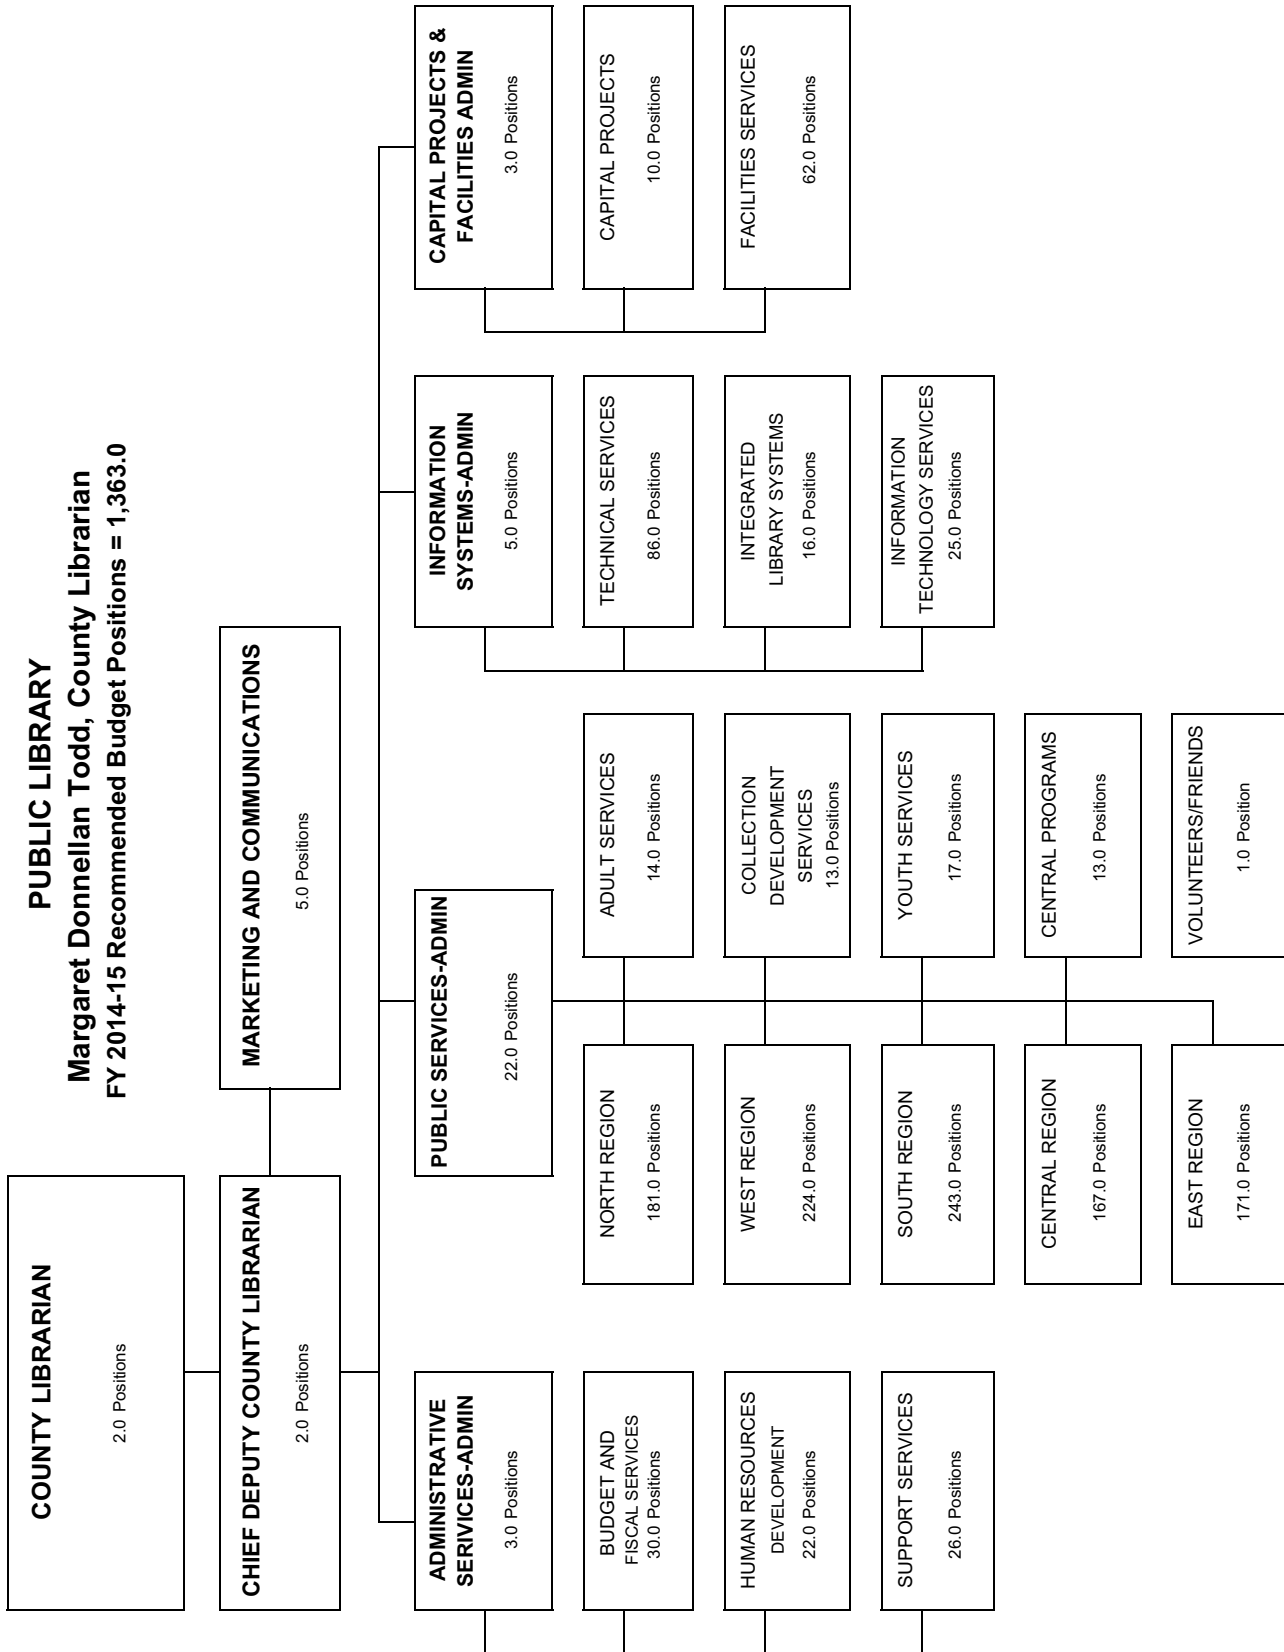 PUBLIC LIBRARY
Margaret Donnellan Todd, County Librarian
FY 2014-15 Recommended Budget Positions = 1,363.0
COUNTY LIBRARIAN
2.0 Positions
CHIEF DEPUTY COUNTY LIBRARIAN
2.0 Positions
MARKETING AND COMMUNICATIONS
5.0 Positions
ADMINISTRATIVE
SERIVICES-ADMIN
3.0 Positions
BUDGET AND
FISCAL SERVICES
30.0 Positions
HUMAN RESOURCES
DEVELOPMENT
22.0 Positions
SUPPORT SERVICES
26.0 Positions
PUBLIC SERVICES-ADMIN
22.0 Positions
NORTH REGION
181.0 Positions
WEST REGION
224.0 Positions
SOUTH REGION
243.0 Positions
CENTRAL REGION
167.0 Positions
EAST REGION
171.0 Positions
ADULT SERVICES
14.0 Positions
COLLECTION
DEVELOPMENT
SERVICES
13.0 Positions
YOUTH SERVICES
17.0 Positions
CENTRAL PROGRAMS
13.0 Positions
VOLUNTEERS/FRIENDS
1.0 Position
INFORMATION
SYSTEMS-ADMIN
5.0 Positions
TECHNICAL SERVICES
86.0 Positions
INTEGRATED
LIBRARY SYSTEMS
16.0 Positions
INFORMATION
TECHNOLOGY SERVICES
25.0 Positions
CAPITAL PROJECTS &
FACILITIES ADMIN
3.0 Positions
CAPITAL PROJECTS
10.0 Positions
FACILITIES SERVICES
62.0 Positions